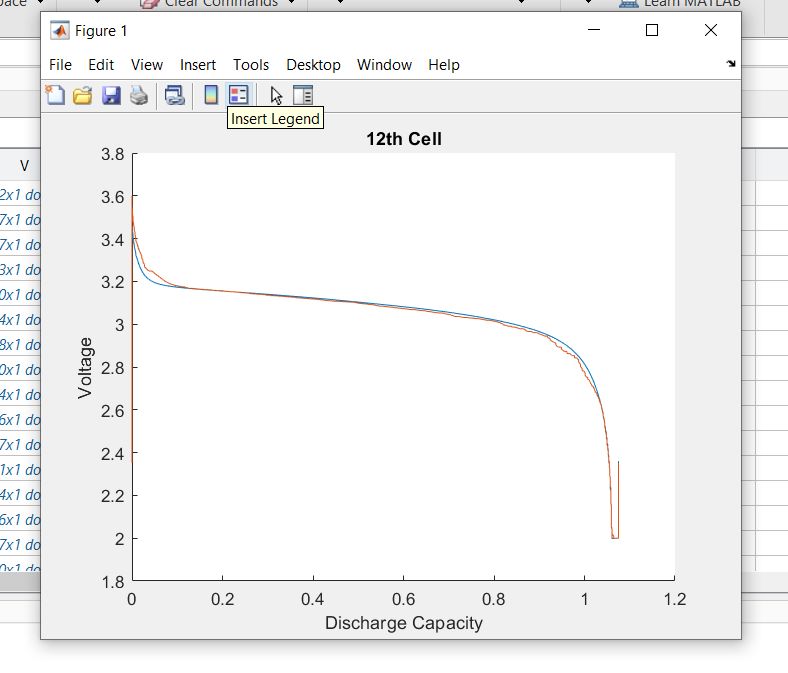 Clear Commands
Learn MATLAB
Figure 1
File Edit View Insert Tools Desktop Window Help
Insert Legend
12th Cell
V
2x1 do
7x1 do
7x1 do
3x1 do
0x1 do
4x1 do
8x1 do
0x1 do
4x1 do
6x1 do
7x1 do
1x1 do
4x1 do
6x1 do
7x1 do
0x1 do
3.8
3.6
3.4
3.2
3
2.8
2.6
2.4
2.2
2
1.8
Voltage
0 0.2 0.4 0.6 0.8 1 1.2
Discharge Capacity